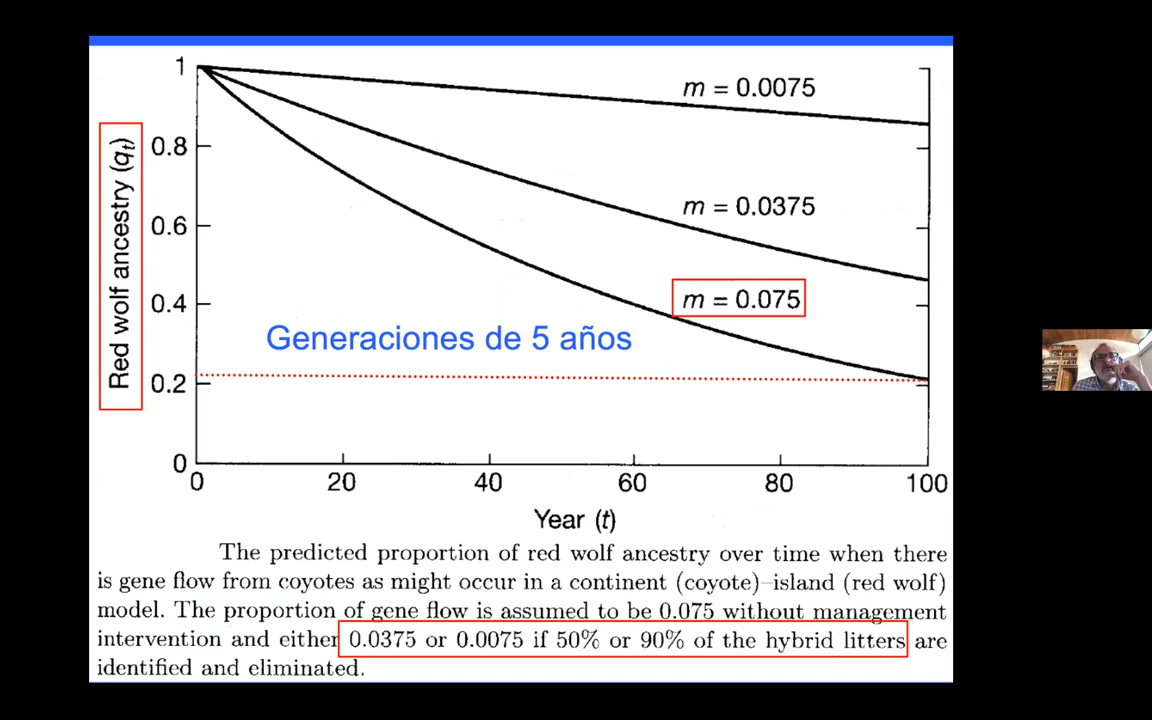 1
m = 0.0075
0.8
m = 0.0375
0.6
Red wolf ancestry (qt)
m = 0.075
0.4
Generaciones de 5 años
0.2
0
0 20 40 60 80 100
Year (t)
The predicted proportion of red wolf ancestry over time when there
is gene flow from coyotes as might occur in a continent (coyote)–island (red wolf)
model. The proportion of gene flow is assumed to be 0.075 without management
intervention and either 0.0375 or 0.0075 if 50% or 90% of the hybrid litters are
identified and eliminated.